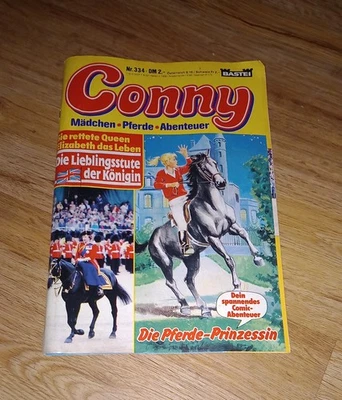 Nr. 334 · DM 2,-
BASTEI
Conny
Mädchen • Pferde • Abenteuer
Sie rettete Queen
Elizabeth das Leben
Die Lieblingsstute
der Königin
Dein
spannendes
Comic-
Abenteuer
Die Pferde-Prinzessin